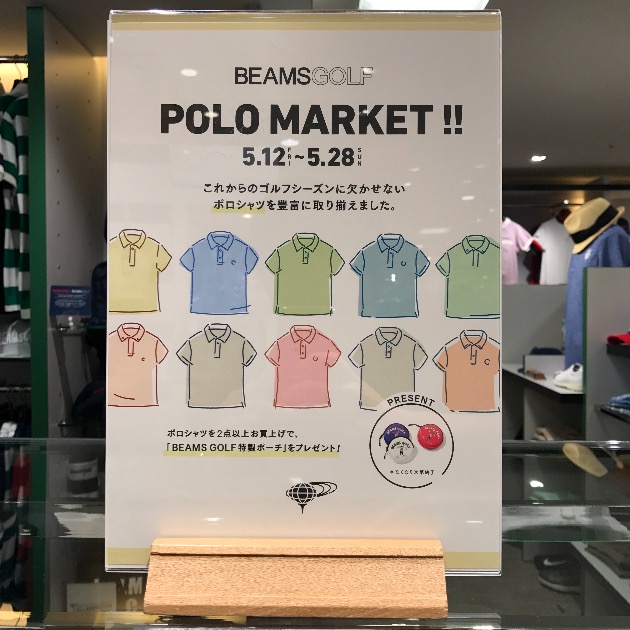 BEAMSGOLF
POLO MARKET !!
5.12 FRI ~ 5.28 SUN
これからのゴルフシーズンに欠かせない
ポロシャツを豊富に取り揃えました。
PRESENT
ポロシャツを2点以上お買上げで、
「BEAMS GOLF 特製ポーチ」をプレゼント!